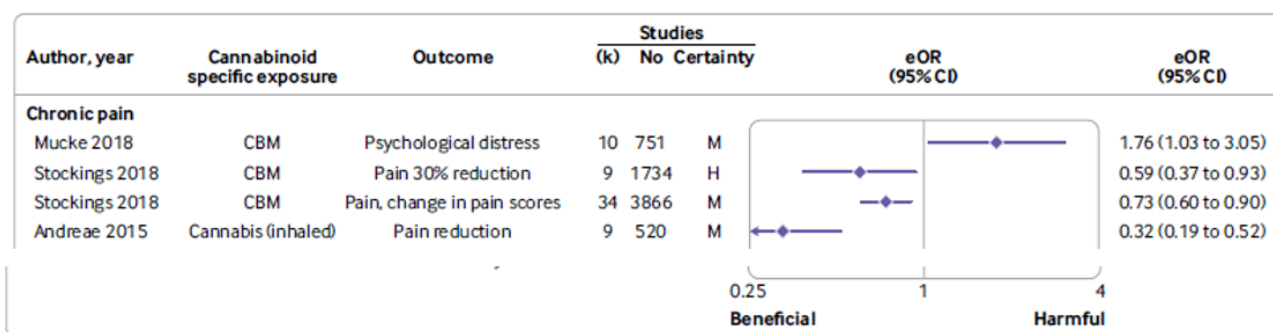 Studies
Author, year Cannabinoid specific exposure Outcome (k) No Certainty eOR (95% CI) eOR (95% CI)
Chronic pain
Mucke 2018 CBM Psychological distress 10 751 M 1.76 (1.03 to 3.05)
Stockings 2018 CBM Pain 30% reduction 9 1734 H 0.59 (0.37 to 0.93)
Stockings 2018 CBM Pain, change in pain scores 34 3866 M 0.73 (0.60 to 0.90)
Andreae 2015 Cannabis (inhaled) Pain reduction 9 520 M 0.32 (0.19 to 0.52)
0.25 1 4
Beneficial Harmful